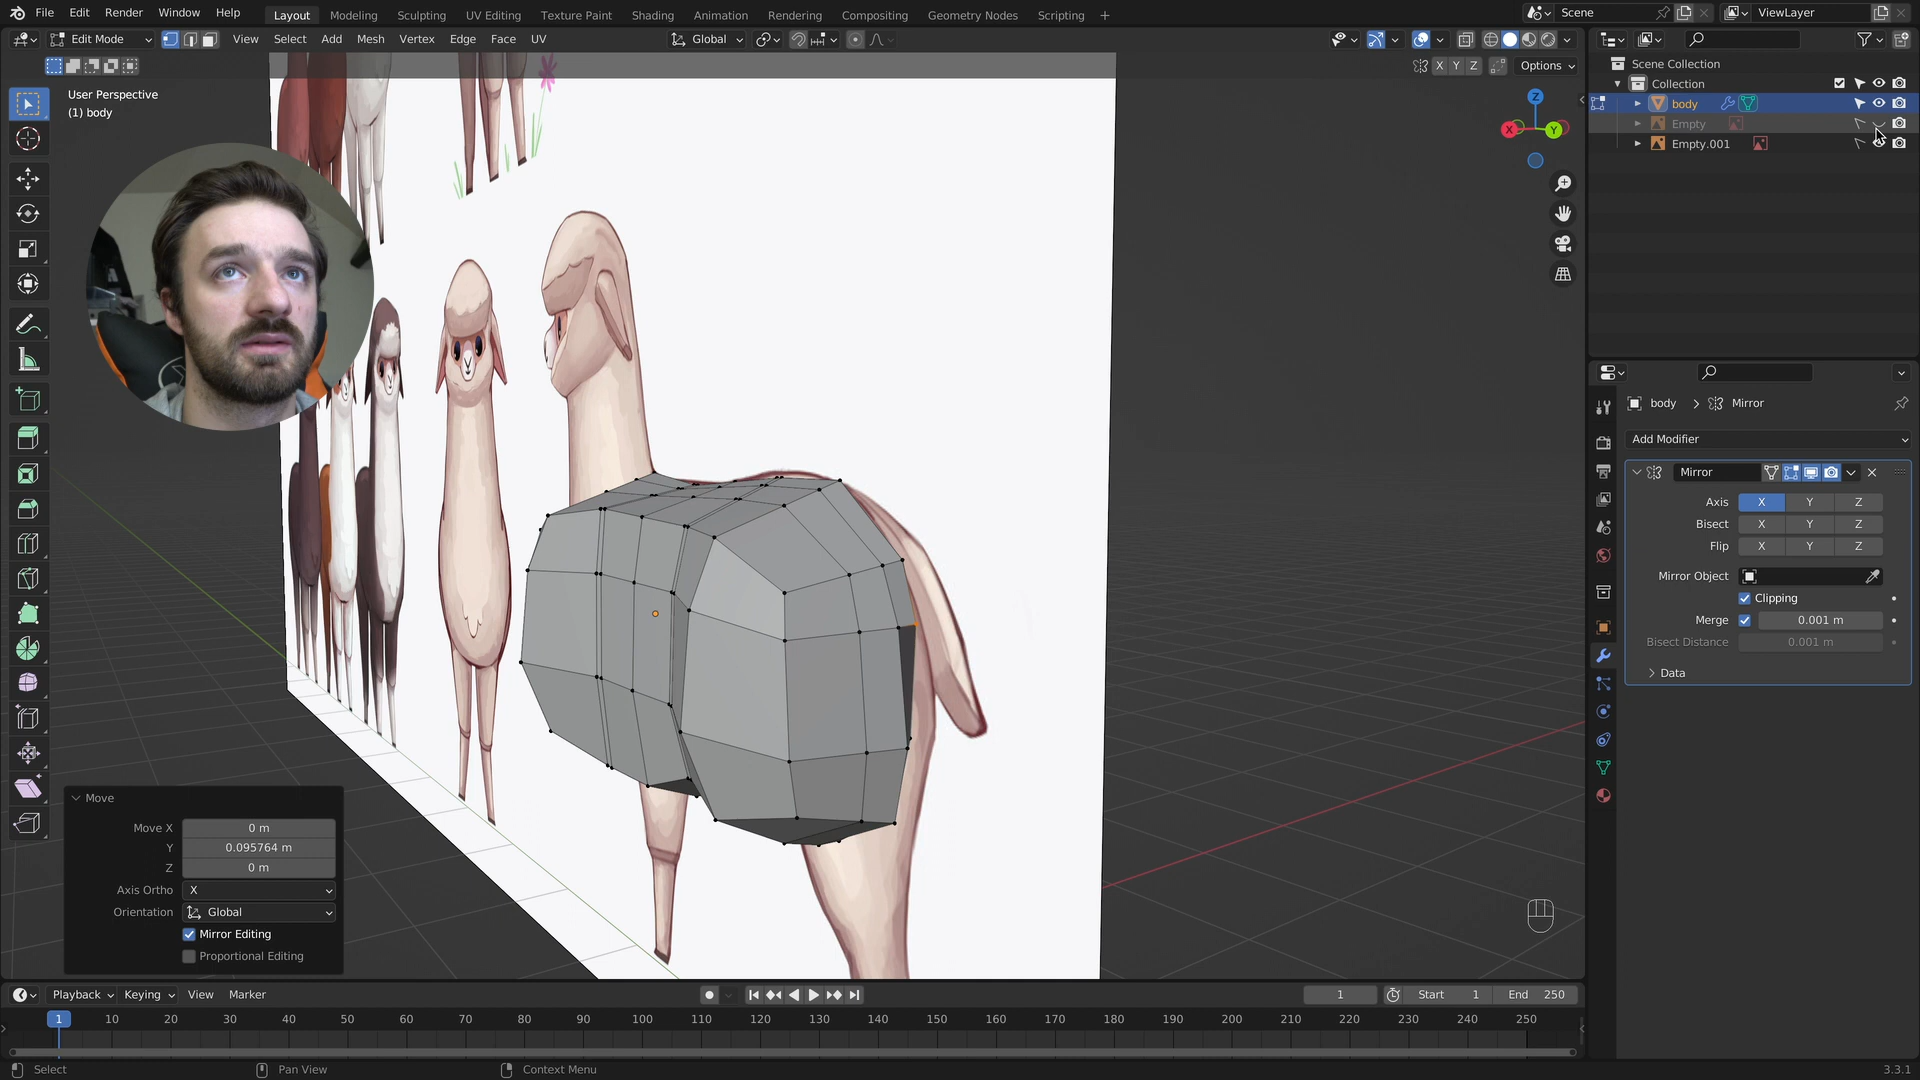 File Edit Render Window Help Layout Modeling Sculpting UV Editing Texture Paint Shading Animation Rendering Compositing Geometry Nodes Scripting + Scene ViewLayer
Edit Mode View Select Add Mesh Vertex Edge Face UV Global
X Y Z Options
User Perspective
(1) body
Z
X
Y
Scene Collection
Collection
body
Empty
Empty.001
body > Mirror
Add Modifier
Mirror
Axis X Y Z
Bisect X Y Z
Flip X Y Z
Mirror Object
Clipping
Merge 0.001 m
Bisect Distance 0.001 m
Data
Move
Move X 0 m
Y 0.095764 m
Z 0 m
Axis Ortho X
Orientation Global
Mirror Editing
Proportional Editing
Playback Keying View Marker 1 Start 1 End 250
1 10 20 30 40 50 60 70 80 90 100 110 120 130 140 150 160 170 180 190 200 210 220 230 240 250
Select Pan View Context Menu 3.3.1